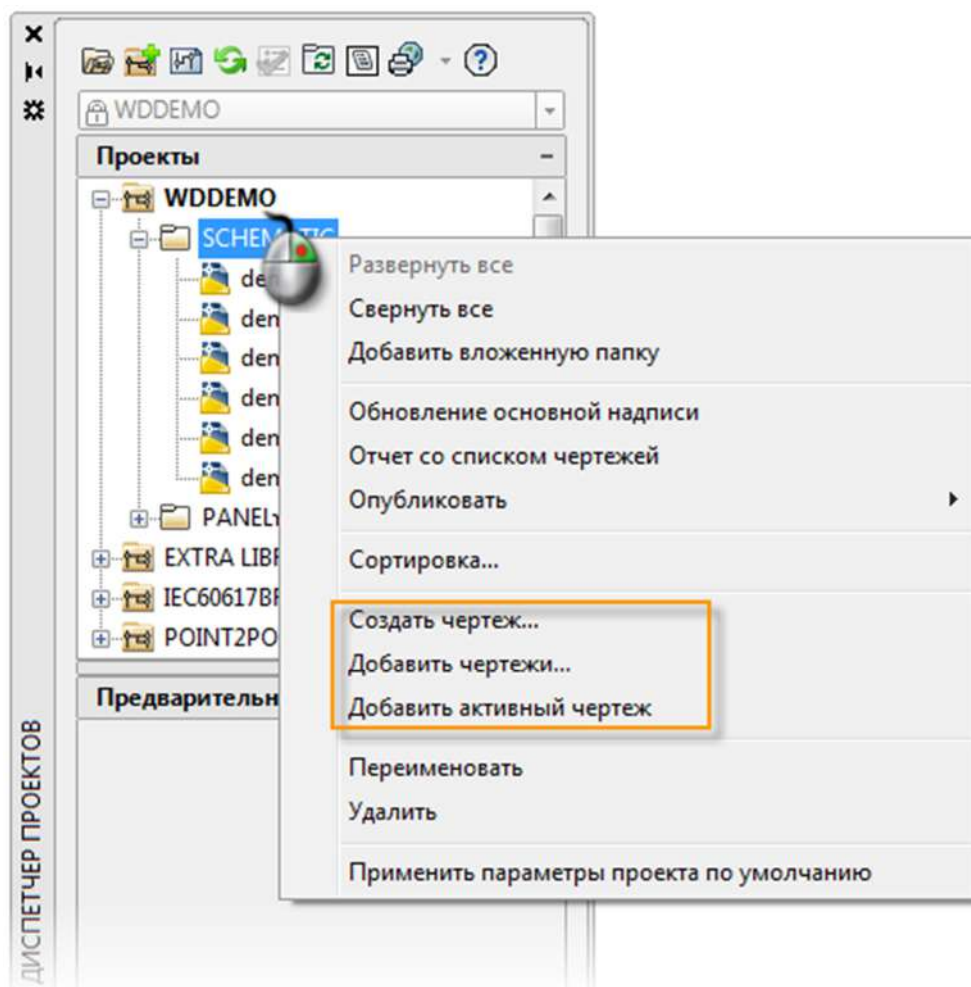 WDDEMO
Проекты
WDDEMO
Развернуть все
Свернуть все
Добавить вложенную папку
Обновление основной надписи
Отчет со списком чертежей
Опубликовать
EXTRA
Сортировка...
Создать чертеж...
Добавить чертежи...
Добавить активный чертеж
Переименовать
Удалить
Применить параметры проекта по умолчанию
ДИСПЕТЧЕР ПРОЕКТОВ